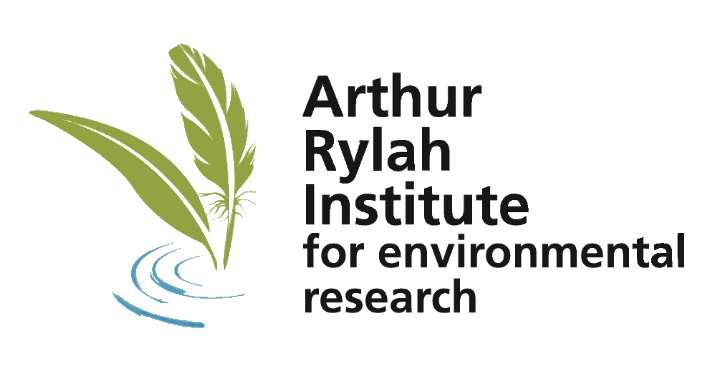 Arthur
Rylah
Institute
for environmental
research